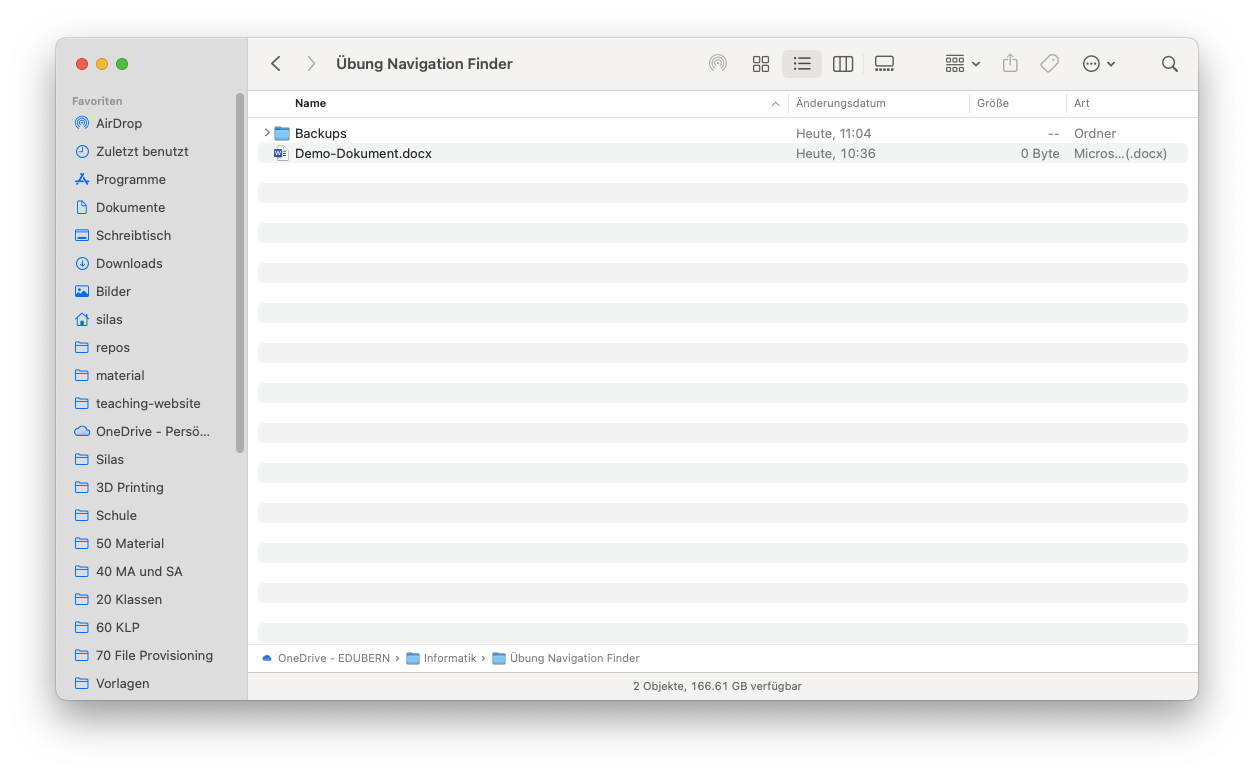 Übung Navigation Finder
Favoriten
AirDrop
Zuletzt benutzt
Programme
Dokumente
Schreibtisch
Downloads
Bilder
silas
repos
material
teaching-website
OneDrive - Persö...
Silas
3D Printing
Schule
50 Material
40 MA und SA
20 Klassen
60 KLP
70 File Provisioning
Vorlagen
Name Änderungsdatum Größe Art
Backups Heute, 11:04 -- Ordner
Demo-Dokument.docx Heute, 10:36 0 Byte Micros...(.docx)
OneDrive - EDUBERN › Informatik › Übung Navigation Finder
2 Objekte, 166.61 GB verfügbar